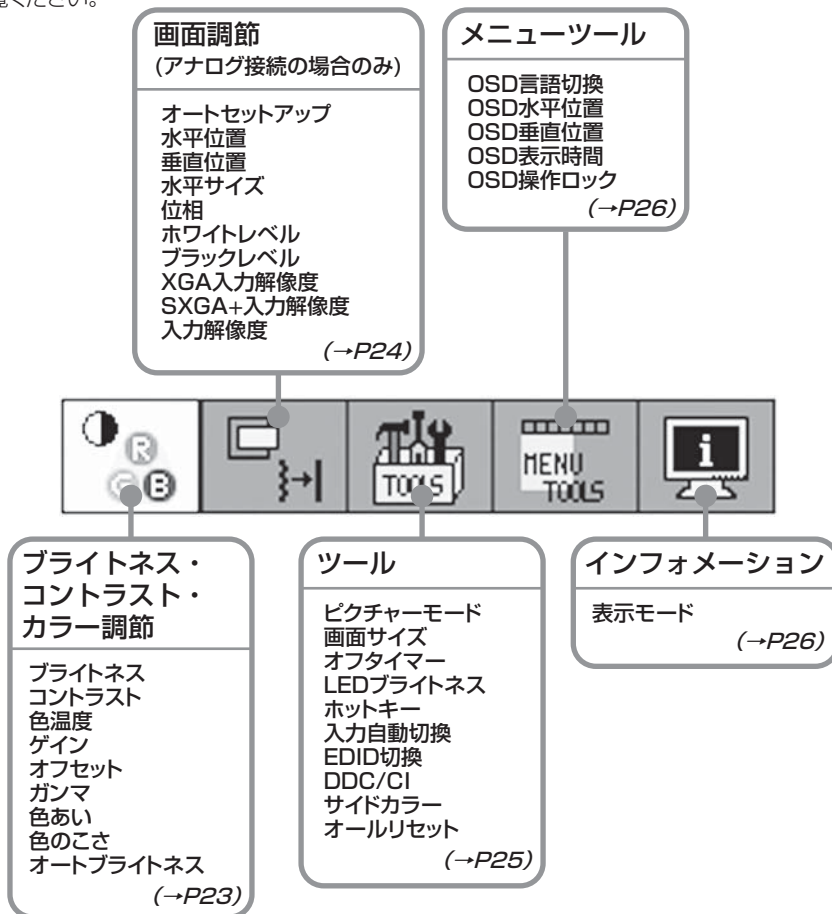 覧ください。
画面調節
(アナログ接続の場合のみ)
オートセットアップ
水平位置
垂直位置
水平サイズ
位相
ホワイトレベル
ブラックレベル
XGA入力解像度
SXGA+入力解像度
入力解像度
(→P24)
メニューツール
OSD言語切換
OSD水平位置
OSD垂直位置
OSD表示時間
OSD操作ロック
(→P26)
R
G B
TOOLS
MENU
TOOLS
i
ブライトネス・
コントラスト・
カラー調節
ブライトネス
コントラスト
色温度
ゲイン
オフセット
ガンマ
色あい
色のこさ
オートブライトネス
(→P23)
ツール
ピクチャーモード
画面サイズ
オフタイマー
LEDブライトネス
ホットキー
入力自動切換
EDID切換
DDC/CI
サイドカラー
オールリセット
(→P25)
インフォメーション
表示モード
(→P26)